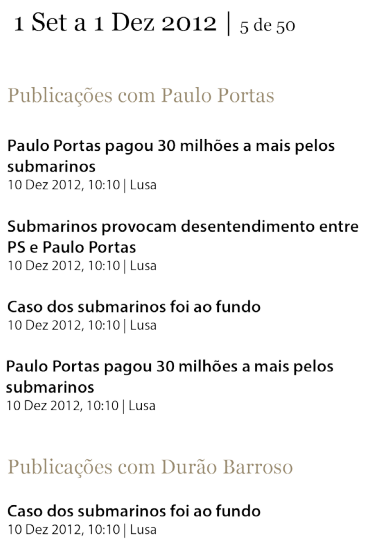 1 Set a 1 Dez 2012 | 5 de 50
Publicações com Paulo Portas
Paulo Portas pagou 30 milhões a mais pelos
submarinos
10 Dez 2012, 10:10 | Lusa
Submarinos provocam desentendimento entre
PS e Paulo Portas
10 Dez 2012, 10:10 | Lusa
Caso dos submarinos foi ao fundo
10 Dez 2012, 10:10 | Lusa
Paulo Portas pagou 30 milhões a mais pelos
submarinos
10 Dez 2012, 10:10 | Lusa
Publicações com Durão Barroso
Caso dos submarinos foi ao fundo
10 Dez 2012, 10:10 | Lusa